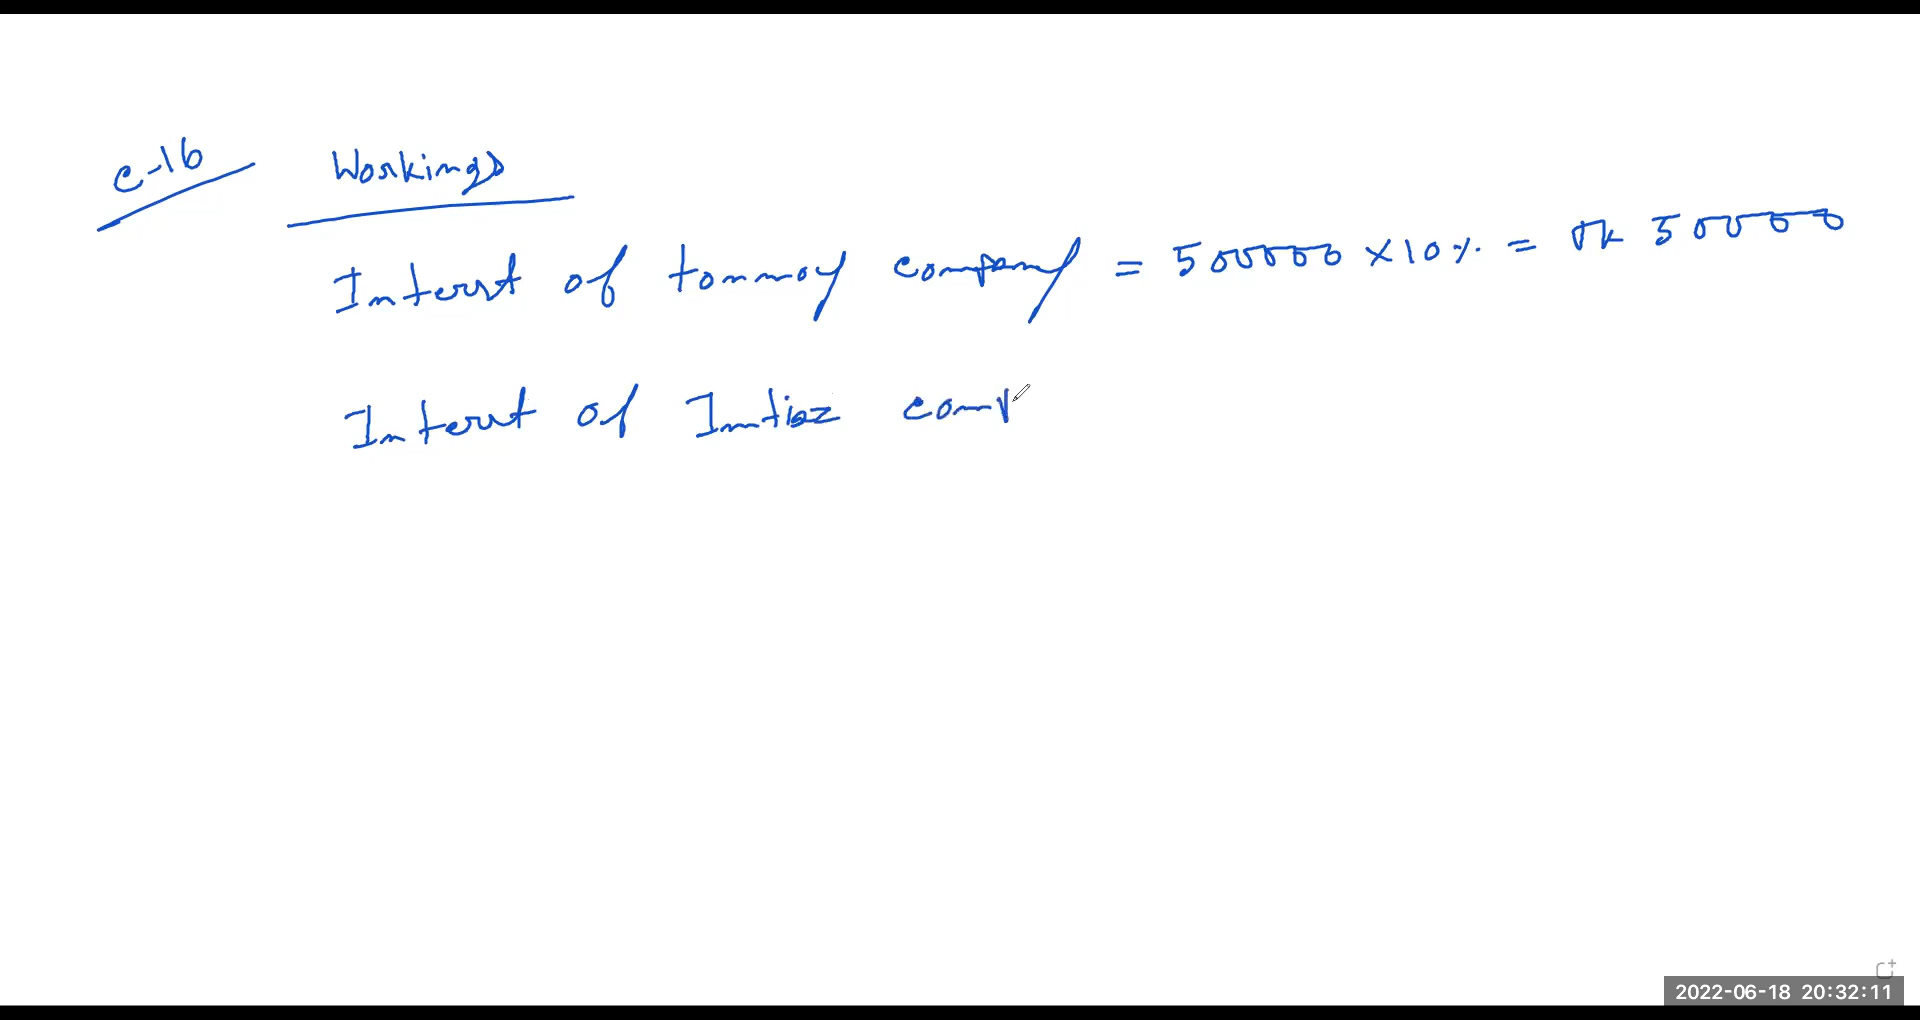 e-16 Workings
Interest of tonmoy company = 500000 × 10% = Tk 50000
Interest of Imtiaz comp
2022-06-18 20:32:11